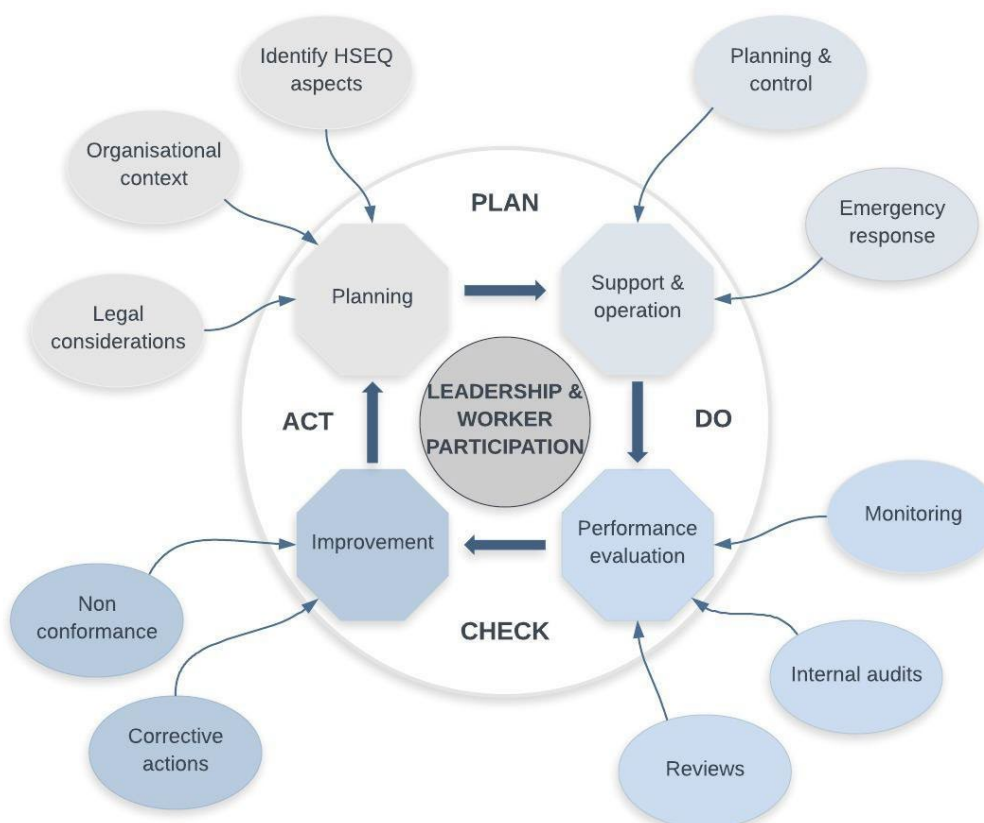 Identify HSEQ
aspects
Planning &
control
Organisational
context
Emergency
response
PLAN
Legal
considerations
Planning
Support &
operation
LEADERSHIP &
WORKER
PARTICIPATION
ACT
DO
Improvement
Performance
evaluation
Monitoring
Non
conformance
CHECK
Internal audits
Corrective
actions
Reviews